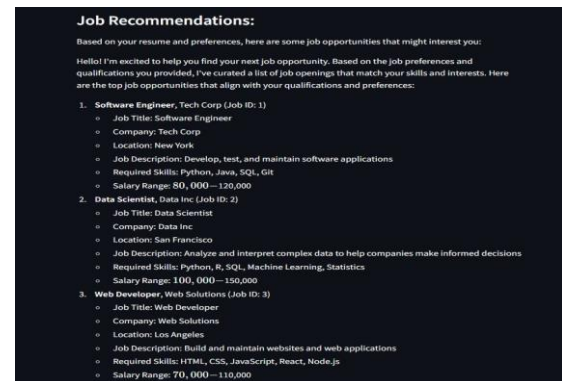 Job Recommendations:
Based on your resume and preferences, here are some job opportunities that might interest you:
Hello! I'm excited to help you find your next job opportunity. Based on the job preferences and
qualifications you provided, I've curated a list of job openings that match your skills and interests. Here
are the top job opportunities that align with your qualifications and preferences:
1. Software Engineer, Tech Corp (Job ID: 1)
○ Job Title: Software Engineer
○ Company: Tech Corp
○ Location: New York
○ Job Description: Develop, test, and maintain software applications
○ Required Skills: Python, Java, SQL, Git
○ Salary Range: 80,000—120,000
2. Data Scientist, Data Inc (Job ID: 2)
○ Job Title: Data Scientist
○ Company: Data Inc
○ Location: San Francisco
○ Job Description: Analyze and interpret complex data to help companies make informed decisions
○ Required Skills: Python, R, SQL, Machine Learning, Statistics
○ Salary Range: 100,000—150,000
3. Web Developer, Web Solutions (Job ID: 3)
○ Job Title: Web Developer
○ Company: Web Solutions
○ Location: Los Angeles
○ Job Description: Build and maintain websites and web applications
○ Required Skills: HTML, CSS, JavaScript, React, Node.js
○ Salary Range: 70,000—110,000